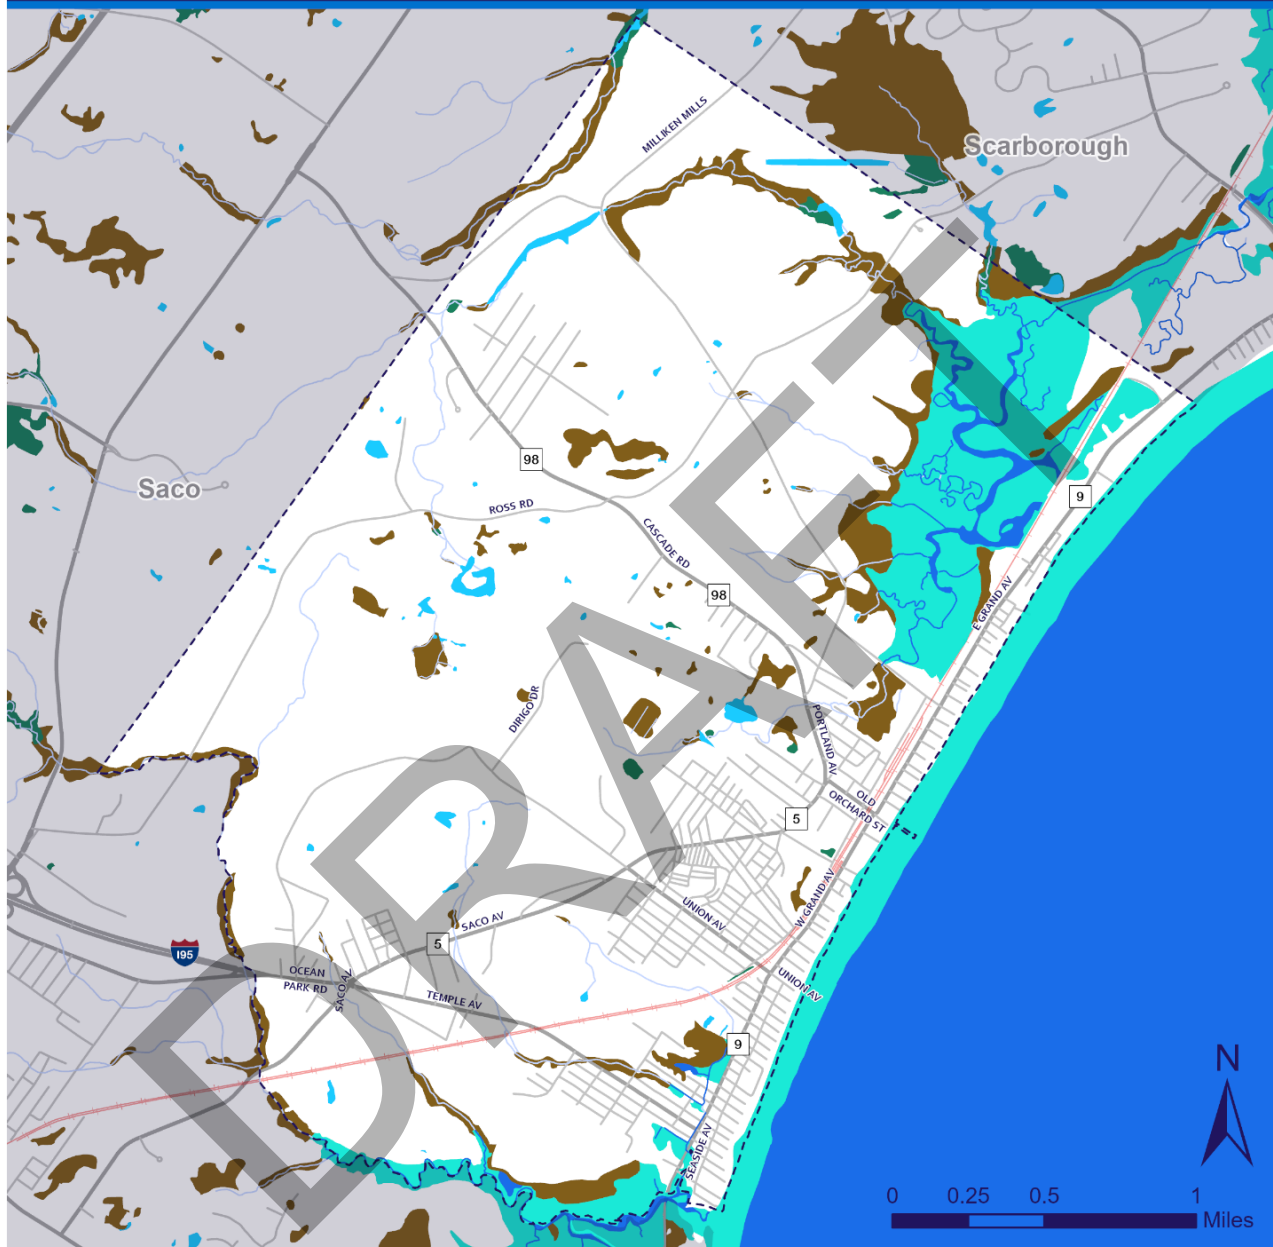 MILLIKEN MILLS
Scarborough
98
Saco
ROSS RD
9
CASCADE RD
98
E GRAND AV
DIRIGO DR
PORTLAND AV
OLD
ORCHARD ST
5
W GRAND AV
UNION AV
SACO AV
5
I95
OCEAN
PARK RD
SACO AV
TEMPLE AV
UNION AV
9
SEASIDE AV
DRAFT
N
0 0.25 0.5 1
Miles